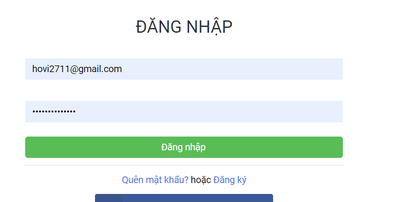 ĐĂNG NHẬP
hovi2711@gmail.com
••••••••••••••
Đăng nhập
Quên mật khẩu? hoặc Đăng ký